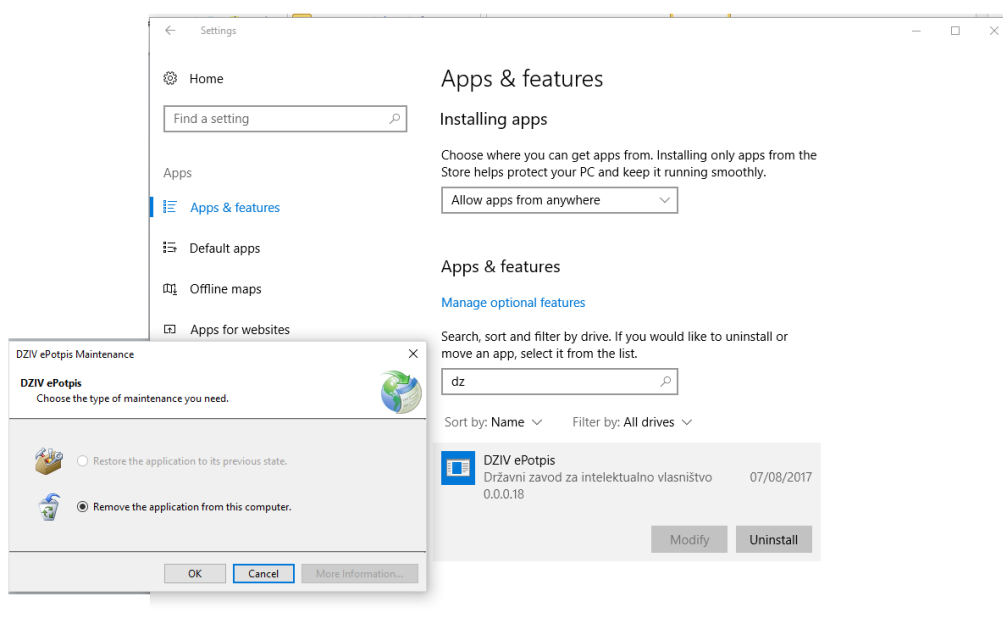 Settings
Home
Find a setting
Apps
Apps & features
Default apps
Offline maps
Apps for websites
Apps & features
Installing apps
Choose where you can get apps from. Installing only apps from the
Store helps protect your PC and keep it running smoothly.
Allow apps from anywhere
Apps & features
Manage optional features
Search, sort and filter by drive. If you would like to uninstall or
move an app, select it from the list.
dz
Sort by: Name Filter by: All drives
DZIV ePotpis
Državni zavod za intelektualno vlasništvo 07/08/2017
0.0.0.18
Modify Uninstall
DZIV ePotpis Maintenance
DZIV ePotpis
Choose the type of maintenance you need.
Restore the application to its previous state.
Remove the application from this computer.
OK Cancel More Information...